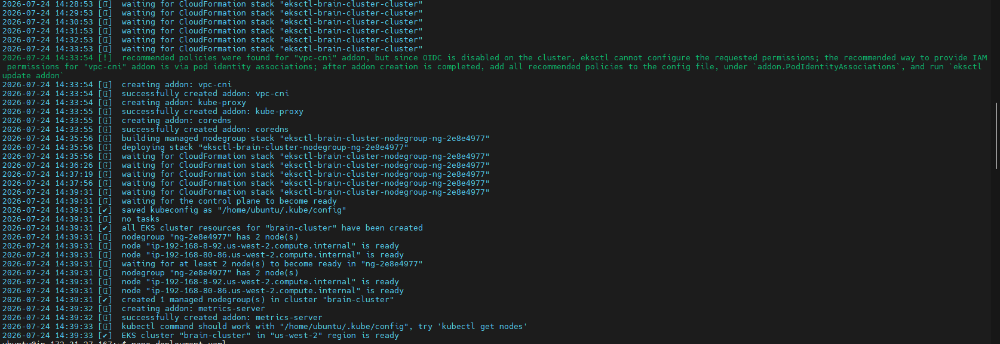 2026-07-24 14:28:53 [ℹ]  waiting for CloudFormation stack "eksctl-brain-cluster-cluster"
2026-07-24 14:29:53 [ℹ]  waiting for CloudFormation stack "eksctl-brain-cluster-cluster"
2026-07-24 14:30:53 [ℹ]  waiting for CloudFormation stack "eksctl-brain-cluster-cluster"
2026-07-24 14:31:53 [ℹ]  waiting for CloudFormation stack "eksctl-brain-cluster-cluster"
2026-07-24 14:32:53 [ℹ]  waiting for CloudFormation stack "eksctl-brain-cluster-cluster"
2026-07-24 14:33:53 [ℹ]  waiting for CloudFormation stack "eksctl-brain-cluster-cluster"
2026-07-24 14:33:54 [!]  recommended policies were found for "vpc-cni" addon, but since OIDC is disabled on the cluster, eksctl cannot configure the requested permissions; the recommended way to provide IAM
 permissions for "vpc-cni" addon is via pod identity associations; after addon creation is completed, add all recommended policies to the config file, under `addon.PodIdentityAssociations`, and run `eksctl
update addon`
2026-07-24 14:33:54 [ℹ]  creating addon: vpc-cni
2026-07-24 14:33:54 [ℹ]  successfully created addon: vpc-cni
2026-07-24 14:33:54 [ℹ]  creating addon: kube-proxy
2026-07-24 14:33:55 [ℹ]  successfully created addon: kube-proxy
2026-07-24 14:33:55 [ℹ]  creating addon: coredns
2026-07-24 14:33:55 [ℹ]  successfully created addon: coredns
2026-07-24 14:35:56 [ℹ]  building managed nodegroup stack "eksctl-brain-cluster-nodegroup-ng-2e8e4977"
2026-07-24 14:35:56 [ℹ]  deploying stack "eksctl-brain-cluster-nodegroup-ng-2e8e4977"
2026-07-24 14:35:56 [ℹ]  waiting for CloudFormation stack "eksctl-brain-cluster-nodegroup-ng-2e8e4977"
2026-07-24 14:36:26 [ℹ]  waiting for CloudFormation stack "eksctl-brain-cluster-nodegroup-ng-2e8e4977"
2026-07-24 14:37:19 [ℹ]  waiting for CloudFormation stack "eksctl-brain-cluster-nodegroup-ng-2e8e4977"
2026-07-24 14:37:56 [ℹ]  waiting for CloudFormation stack "eksctl-brain-cluster-nodegroup-ng-2e8e4977"
2026-07-24 14:39:31 [ℹ]  waiting for CloudFormation stack "eksctl-brain-cluster-nodegroup-ng-2e8e4977"
2026-07-24 14:39:31 [ℹ]  waiting for the control plane to become ready
2026-07-24 14:39:31 [✔]  saved kubeconfig as "/home/ubuntu/.kube/config"
2026-07-24 14:39:31 [ℹ]  no tasks
2026-07-24 14:39:31 [✔]  all EKS cluster resources for "brain-cluster" have been created
2026-07-24 14:39:31 [ℹ]  nodegroup "ng-2e8e4977" has 2 node(s)
2026-07-24 14:39:31 [ℹ]  node "ip-192-168-8-92.us-west-2.compute.internal" is ready
2026-07-24 14:39:31 [ℹ]  node "ip-192-168-80-86.us-west-2.compute.internal" is ready
2026-07-24 14:39:31 [ℹ]  waiting for at least 2 node(s) to become ready in "ng-2e8e4977"
2026-07-24 14:39:31 [ℹ]  nodegroup "ng-2e8e4977" has 2 node(s)
2026-07-24 14:39:31 [ℹ]  node "ip-192-168-8-92.us-west-2.compute.internal" is ready
2026-07-24 14:39:31 [ℹ]  node "ip-192-168-80-86.us-west-2.compute.internal" is ready
2026-07-24 14:39:31 [✔]  created 1 managed nodegroup(s) in cluster "brain-cluster"
2026-07-24 14:39:32 [ℹ]  creating addon: metrics-server
2026-07-24 14:39:32 [ℹ]  successfully created addon: metrics-server
2026-07-24 14:39:33 [ℹ]  kubectl command should work with "/home/ubuntu/.kube/config", try 'kubectl get nodes'
2026-07-24 14:39:33 [✔]  EKS cluster "brain-cluster" in "us-west-2" region is ready
ubuntu@ip-172-31-27-167:~$ nano deployment.yaml